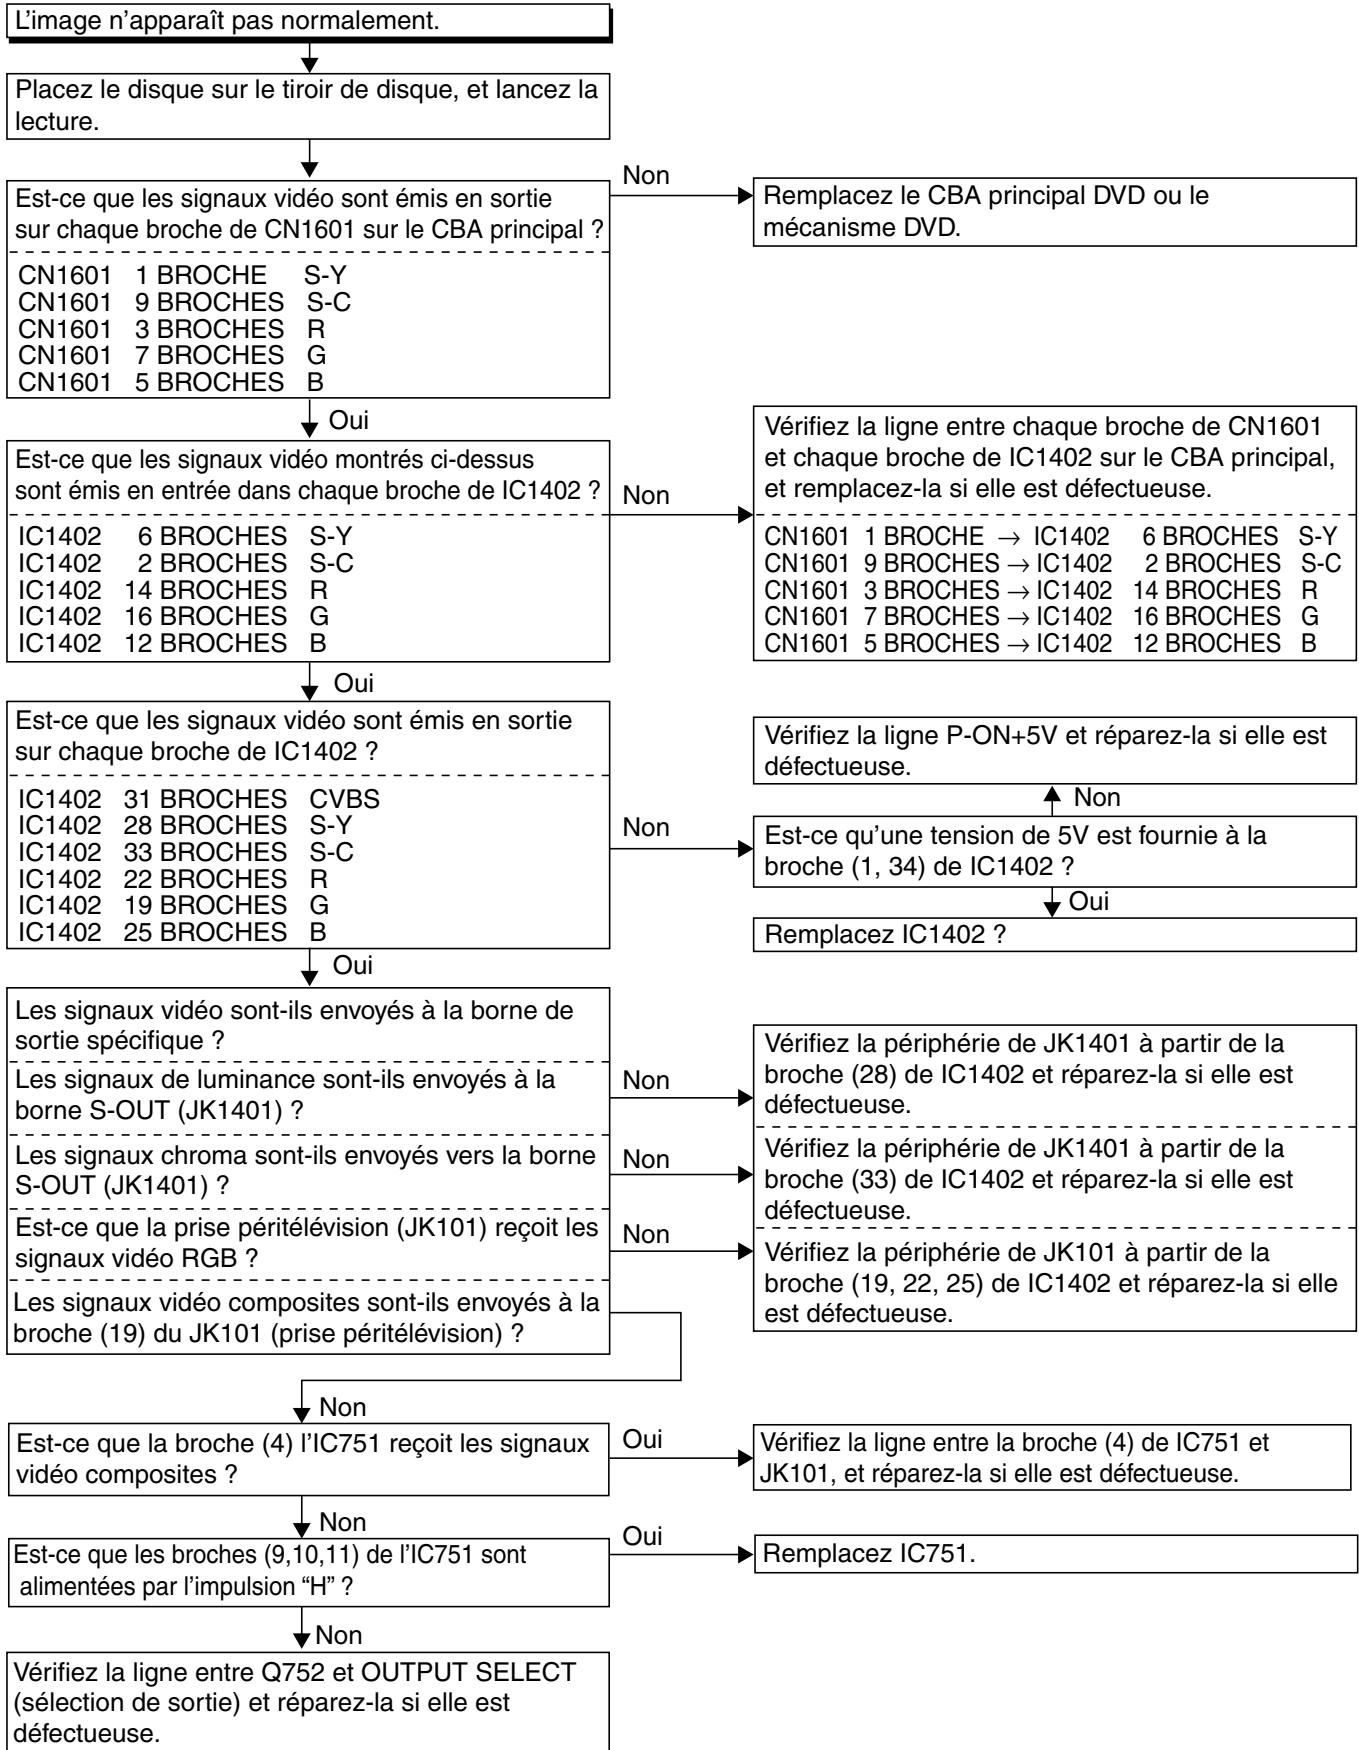 L'image n'apparaît pas normalement.
Placez le disque sur le tiroir de disque, et lancez la
lecture.
Est-ce que les signaux vidéo sont émis en sortie
sur chaque broche de CN1601 sur le CBA principal ?
CN1601 1 BROCHE S-Y
CN1601 9 BROCHES S-C
CN1601 3 BROCHES R
CN1601 7 BROCHES G
CN1601 5 BROCHES B
Non
Remplacez le CBA principal DVD ou le
mécanisme DVD.
Oui
Est-ce que les signaux vidéo montrés ci-dessus
sont émis en entrée dans chaque broche de IC1402 ?
IC1402 6 BROCHES S-Y
IC1402 2 BROCHES S-C
IC1402 14 BROCHES R
IC1402 16 BROCHES G
IC1402 12 BROCHES B
Non
Vérifiez la ligne entre chaque broche de CN1601
et chaque broche de IC1402 sur le CBA principal,
et remplacez-la si elle est défectueuse.
CN1601 1 BROCHE → IC1402 6 BROCHES S-Y
CN1601 9 BROCHES → IC1402 2 BROCHES S-C
CN1601 3 BROCHES → IC1402 14 BROCHES R
CN1601 7 BROCHES → IC1402 16 BROCHES G
CN1601 5 BROCHES → IC1402 12 BROCHES B
Oui
Est-ce que les signaux vidéo sont émis en sortie
sur chaque broche de IC1402 ?
IC1402 31 BROCHES CVBS
IC1402 28 BROCHES S-Y
IC1402 33 BROCHES S-C
IC1402 22 BROCHES R
IC1402 19 BROCHES G
IC1402 25 BROCHES B
Non
Vérifiez la ligne P-ON+5V et réparez-la si elle est
défectueuse.
Non
Est-ce qu'une tension de 5V est fournie à la
broche (1, 34) de IC1402 ?
Oui
Remplacez IC1402 ?
Oui
Les signaux vidéo sont-ils envoyés à la borne de
sortie spécifique ?
Les signaux de luminance sont-ils envoyés à la
borne S-OUT (JK1401) ?
Non
Vérifiez la périphérie de JK1401 à partir de la
broche (28) de IC1402 et réparez-la si elle est
défectueuse.
Les signaux chroma sont-ils envoyés vers la borne
S-OUT (JK1401) ?
Non
Vérifiez la périphérie de JK1401 à partir de la
broche (33) de IC1402 et réparez-la si elle est
défectueuse.
Est-ce que la prise péritélévision (JK101) reçoit les
signaux vidéo RGB ?
Non
Vérifiez la périphérie de JK101 à partir de la
broche (19, 22, 25) de IC1402 et réparez-la si elle
est défectueuse.
Les signaux vidéo composites sont-ils envoyés à la
broche (19) du JK101 (prise péritélévision) ?
Non
Est-ce que la broche (4) l'IC751 reçoit les signaux
vidéo composites ?
Oui
Vérifiez la ligne entre la broche (4) de IC751 et
JK101, et réparez-la si elle est défectueuse.
Non
Est-ce que les broches (9,10,11) de l'IC751 sont
alimentées par l'impulsion “H” ?
Oui
Remplacez IC751.
Non
Vérifiez la ligne entre Q752 et OUTPUT SELECT
(sélection de sortie) et réparez-la si elle est
défectueuse.